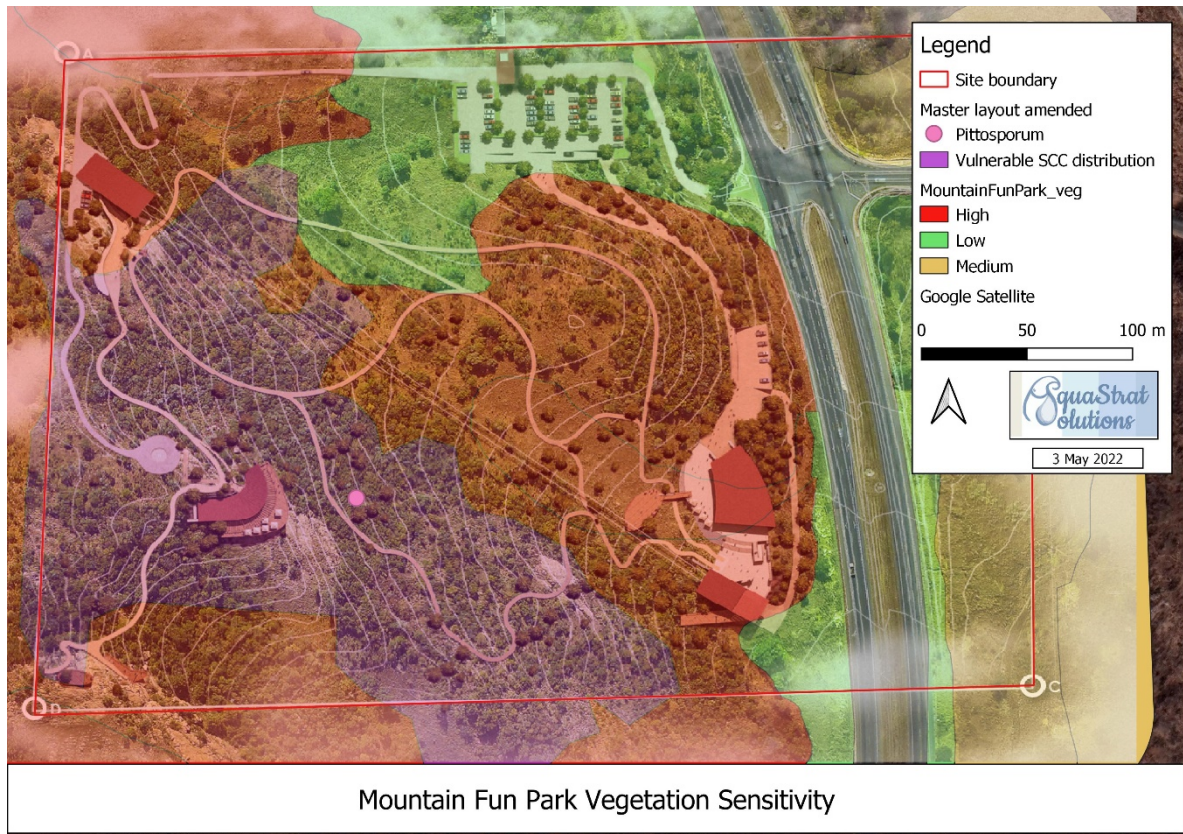 Legend
Site boundary
Master layout amended
Pittosporum
Vulnerable SCC distribution
MountainFunPark_veg
High
Low
Medium
Google Satellite
0 50 100 m
AquaStrat
Solutions
3 May 2022
A
C
D
Mountain Fun Park Vegetation Sensitivity